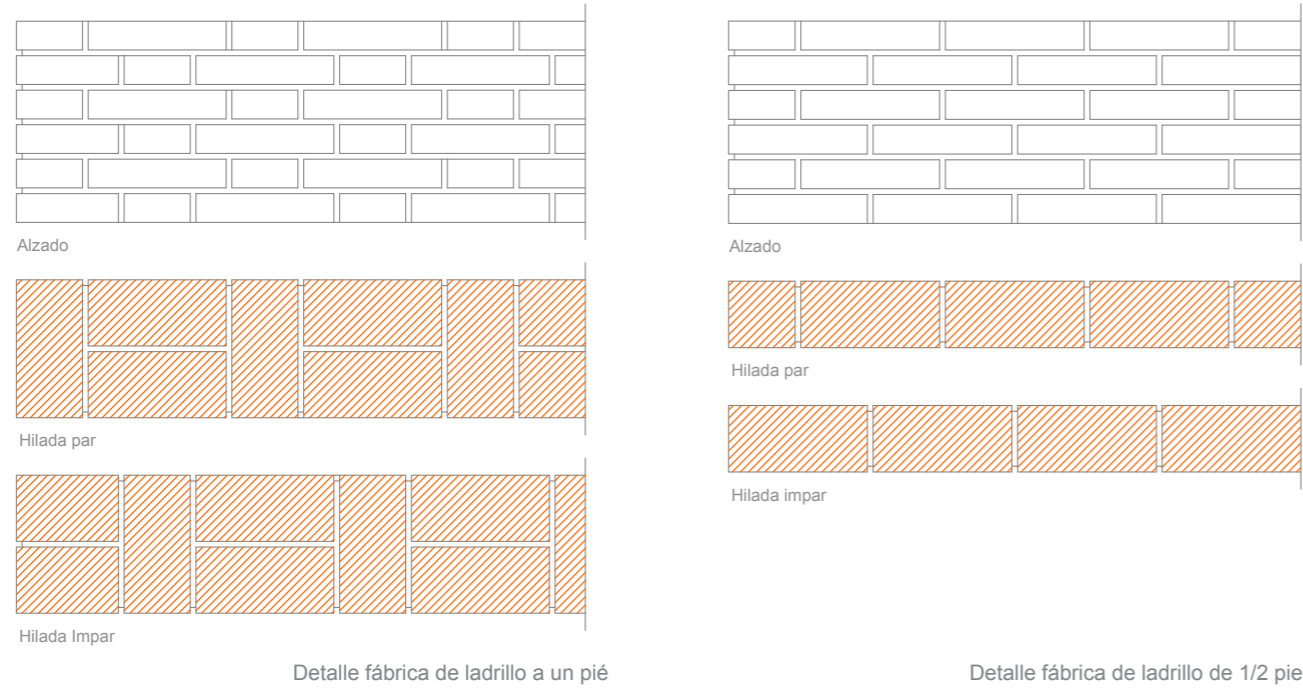 Alzado
Hilada par
Hilada Impar
Detalle fábrica de ladrillo a un pié
Alzado
Hilada par
Hilada impar
Detalle fábrica de ladrillo de 1/2 pie